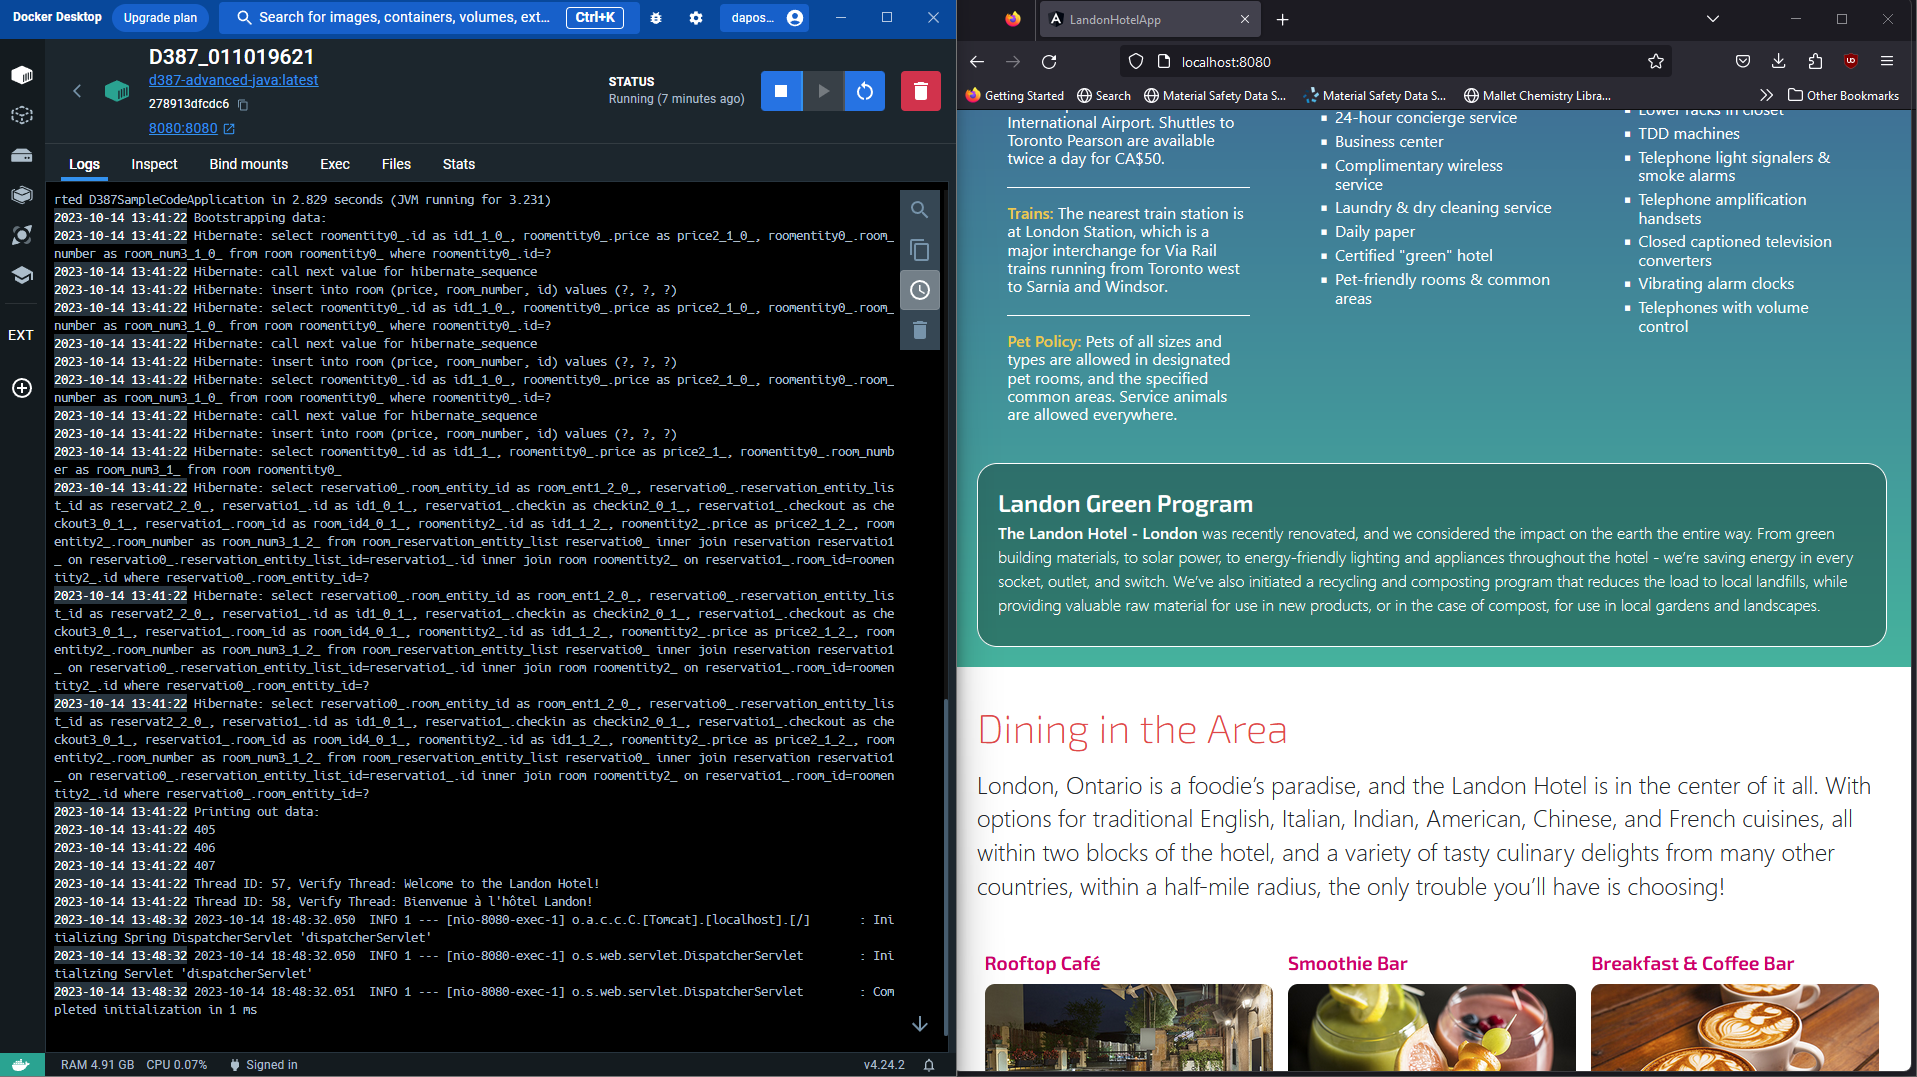 Docker Desktop
Upgrade plan
Search for images, containers, volumes, ext...
Ctrl+K
dapos...
D387_011019621
d387-advanced-java:latest
278913dfcdc6
8080:8080
STATUS
Running (7 minutes ago)
Logs
Inspect
Bind mounts
Exec
Files
Stats
EXT
rted D387SampleCodeApplication in 2.829 seconds (JVM running for 3.231)
2023-10-14 13:41:22 Bootstrapping data:
2023-10-14 13:41:22 Hibernate: select roomentity0_.id as id1_1_0_, roomentity0_.price as price2_1_0_, roomentity0_.room_
number as room_num3_1_0_ from room roomentity0_ where roomentity0_.id=?
2023-10-14 13:41:22 Hibernate: call next value for hibernate_sequence
2023-10-14 13:41:22 Hibernate: insert into room (price, room_number, id) values (?, ?, ?)
2023-10-14 13:41:22 Hibernate: select roomentity0_.id as id1_1_0_, roomentity0_.price as price2_1_0_, roomentity0_.room_
number as room_num3_1_0_ from room roomentity0_ where roomentity0_.id=?
2023-10-14 13:41:22 Hibernate: call next value for hibernate_sequence
2023-10-14 13:41:22 Hibernate: insert into room (price, room_number, id) values (?, ?, ?)
2023-10-14 13:41:22 Hibernate: select roomentity0_.id as id1_1_0_, roomentity0_.price as price2_1_0_, roomentity0_.room_
number as room_num3_1_0_ from room roomentity0_ where roomentity0_.id=?
2023-10-14 13:41:22 Hibernate: call next value for hibernate_sequence
2023-10-14 13:41:22 Hibernate: insert into room (price, room_number, id) values (?, ?, ?)
2023-10-14 13:41:22 Hibernate: select roomentity0_.id as id1_1_, roomentity0_.price as price2_1_, roomentity0_.room_numb
er as room_num3_1_ from room roomentity0_
2023-10-14 13:41:22 Hibernate: select reservatio0_.room_entity_id as room_ent1_2_0_, reservatio0_.reservation_entity_lis
t_id as reservat2_2_0_, reservatio1_.id as id1_0_1_, reservatio1_.checkin as checkin2_0_1_, reservatio1_.checkout as che
ckout3_0_1_, reservatio1_.room_id as room_id4_0_1_, roomentity2_.id as id1_1_2_, roomentity2_.price as price2_1_2_, room
entity2_.room_number as room_num3_1_2_ from room_reservation_entity_list reservatio0_ inner join reservation reservatio1
_ on reservatio0_.reservation_entity_list_id=reservatio1_.id inner join room roomentity2_ on reservatio1_.room_id=roomen
tity2_.id where reservatio0_.room_entity_id=?
2023-10-14 13:41:22 Hibernate: select reservatio0_.room_entity_id as room_ent1_2_0_, reservatio0_.reservation_entity_lis
t_id as reservat2_2_0_, reservatio1_.id as id1_0_1_, reservatio1_.checkin as checkin2_0_1_, reservatio1_.checkout as che
ckout3_0_1_, reservatio1_.room_id as room_id4_0_1_, roomentity2_.id as id1_1_2_, roomentity2_.price as price2_1_2_, room
entity2_.room_number as room_num3_1_2_ from room_reservation_entity_list reservatio0_ inner join reservation reservatio1
_ on reservatio0_.reservation_entity_list_id=reservatio1_.id inner join room roomentity2_ on reservatio1_.room_id=roomen
tity2_.id where reservatio0_.room_entity_id=?
2023-10-14 13:41:22 Hibernate: select reservatio0_.room_entity_id as room_ent1_2_0_, reservatio0_.reservation_entity_lis
t_id as reservat2_2_0_, reservatio1_.id as id1_0_1_, reservatio1_.checkin as checkin2_0_1_, reservatio1_.checkout as che
ckout3_0_1_, reservatio1_.room_id as room_id4_0_1_, roomentity2_.id as id1_1_2_, roomentity2_.price as price2_1_2_, room
entity2_.room_number as room_num3_1_2_ from room_reservation_entity_list reservatio0_ inner join reservation reservatio1
_ on reservatio0_.reservation_entity_list_id=reservatio1_.id inner join room roomentity2_ on reservatio1_.room_id=roomen
tity2_.id where reservatio0_.room_entity_id=?
2023-10-14 13:41:22 Printing out data:
2023-10-14 13:41:22 405
2023-10-14 13:41:22 406
2023-10-14 13:41:22 407
2023-10-14 13:41:22 Thread ID: 57, Verify Thread: Welcome to the Landon Hotel!
2023-10-14 13:41:22 Thread ID: 58, Verify Thread: Bienvenue à l'hôtel Landon!
2023-10-14 13:48:32 2023-10-14 18:48:32.050  INFO 1 --- [nio-8080-exec-1] o.a.c.c.C.[Tomcat].[localhost].[/]       : Ini
tializing Spring DispatcherServlet 'dispatcherServlet'
2023-10-14 13:48:32 2023-10-14 18:48:32.050  INFO 1 --- [nio-8080-exec-1] o.s.web.servlet.DispatcherServlet        : Ini
tializing Servlet 'dispatcherServlet'
2023-10-14 13:48:32 2023-10-14 18:48:32.051  INFO 1 --- [nio-8080-exec-1] o.s.web.servlet.DispatcherServlet        : Com
pleted initialization in 1 ms
RAM 4.91 GB
CPU 0.07%
Signed in
v4.24.2
LandonHotelApp
localhost:8080
Getting Started
Search
Material Safety Data S...
Material Safety Data S...
Mallet Chemistry Libra...
Other Bookmarks
International Airport. Shuttles to
Toronto Pearson are available
twice a day for CA$50.
Trains: The nearest train station is
at London Station, which is a
major interchange for Via Rail
trains running from Toronto west
to Sarnia and Windsor.
Pet Policy: Pets of all sizes and
types are allowed in designated
pet rooms, and the specified
common areas. Service animals
are allowed everywhere.
24-hour concierge service
Business center
Complimentary wireless
service
Laundry & dry cleaning service
Daily paper
Certified "green" hotel
Pet-friendly rooms & common
areas
Lower racks in closet
TDD machines
Telephone light signalers &
smoke alarms
Telephone amplification
handsets
Closed captioned television
converters
Vibrating alarm clocks
Telephones with volume
control
Landon Green Program
The Landon Hotel - London was recently renovated, and we considered the impact on the earth the entire way. From green
building materials, to solar power, to energy-friendly lighting and appliances throughout the hotel - we’re saving energy in every
socket, outlet, and switch. We’ve also initiated a recycling and composting program that reduces the load to local landfills, while
providing valuable raw material for use in new products, or in the case of compost, for use in local gardens and landscapes.
Dining in the Area
London, Ontario is a foodie’s paradise, and the Landon Hotel is in the center of it all. With
options for traditional English, Italian, Indian, American, Chinese, and French cuisines, all
within two blocks of the hotel, and a variety of tasty culinary delights from many other
countries, within a half-mile radius, the only trouble you’ll have is choosing!
Rooftop Café
Smoothie Bar
Breakfast & Coffee Bar